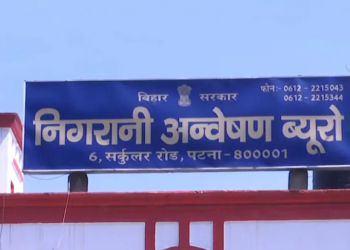 बिहार सरकार
फोन:- 0612 - 2215043
0612 - 2215344
निगरानी अन्वेषण ब्यूरो
6, सर्कुलर रोड, पटना - 800001